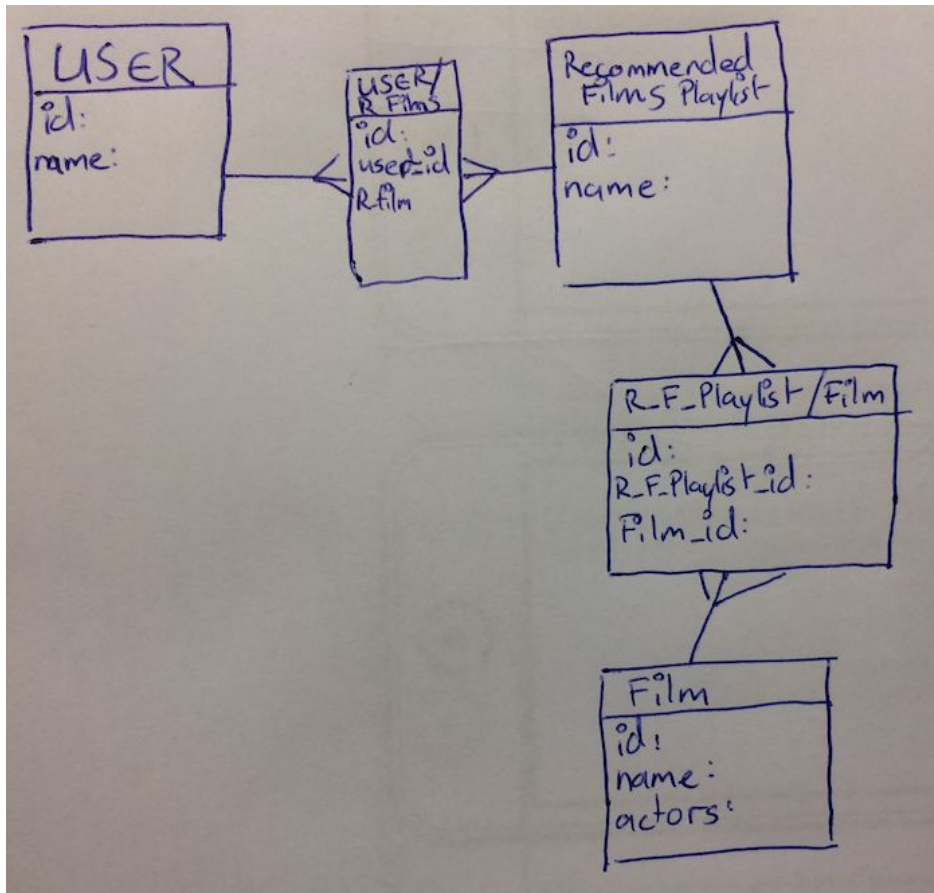 USER
id:
name:
USER/
R Films
id:
user_id
R film
Recommended
Films Playlist
id:
name:
R_F_Playlist/Film
id:
R_F_Playlist_id:
Film_id:
Film
id:
name:
actors: